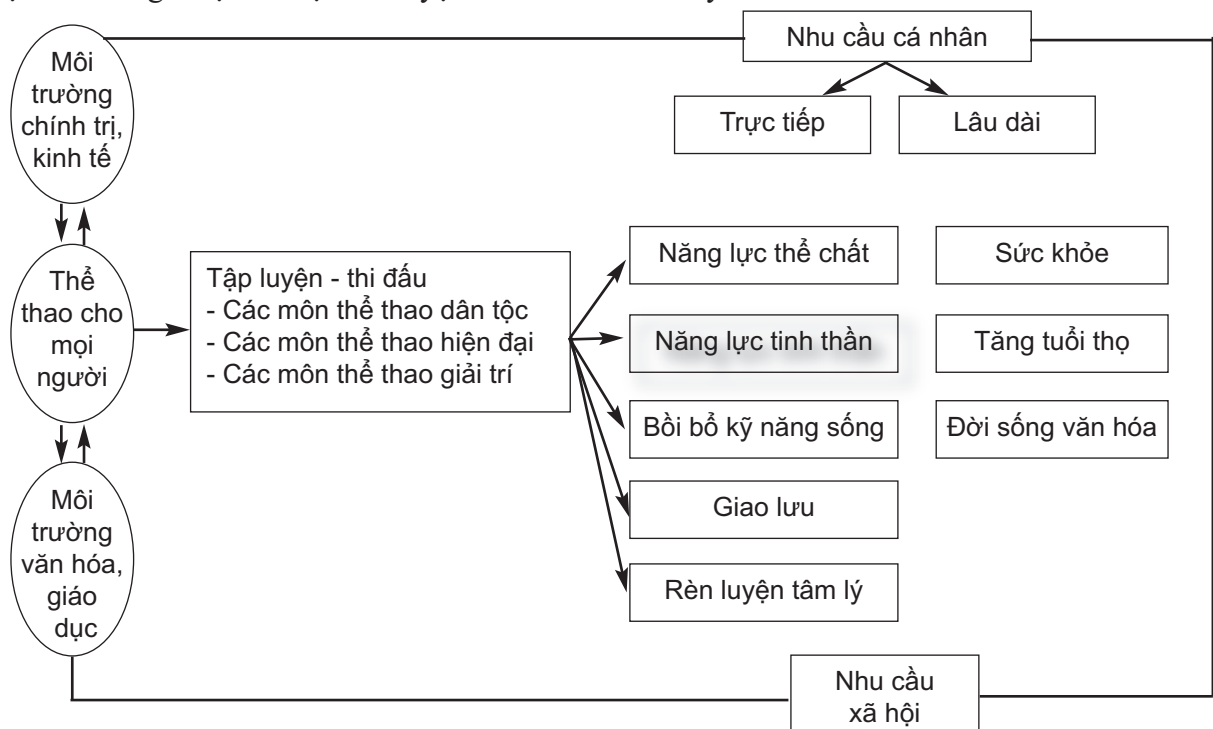 Nhu cầu cá nhân
Môi
trường
chính trị,
kinh tế
Trực tiếp
Lâu dài
Thể
thao cho
mọi
người
Tập luyện - thi đấu
- Các môn thể thao dân tộc
- Các môn thể thao hiện đại
- Các môn thể thao giải trí
Năng lực thể chất
Sức khỏe
Năng lực tinh thần
Tăng tuổi thọ
Bồi bổ kỹ năng sống
Đời sống văn hóa
Giao lưu
Rèn luyện tâm lý
Môi
trường
văn hóa,
giáo
dục
Nhu cầu
xã hội